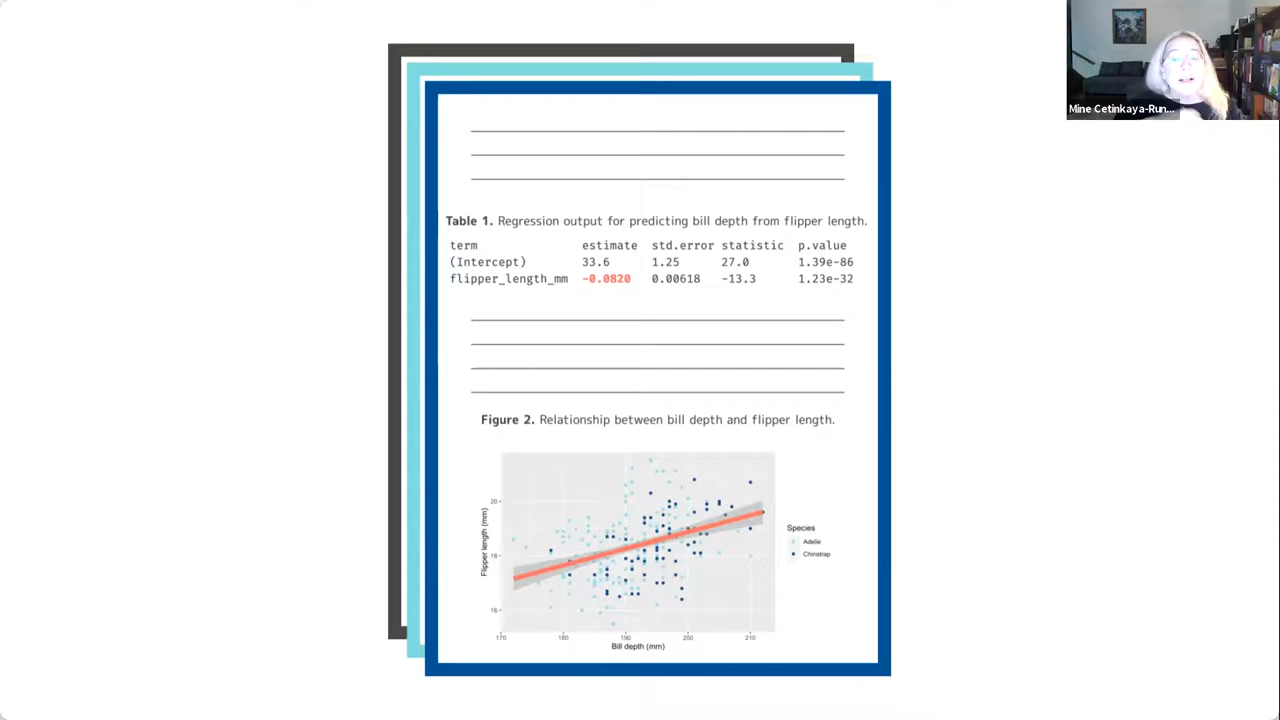 Mine Cetinkaya-Run...
Table 1. Regression output for predicting bill depth from flipper length.
term estimate std.error statistic p.value
(Intercept) 33.6 1.25 27.0 1.39e-86
flipper_length_mm -0.0820 0.00618 -13.3 1.23e-32
Figure 2. Relationship between bill depth and flipper length.
Flipper length (mm)
20
18
16
170 180 190 200 210
Bill depth (mm)
Species
Adelie
Chinstrap